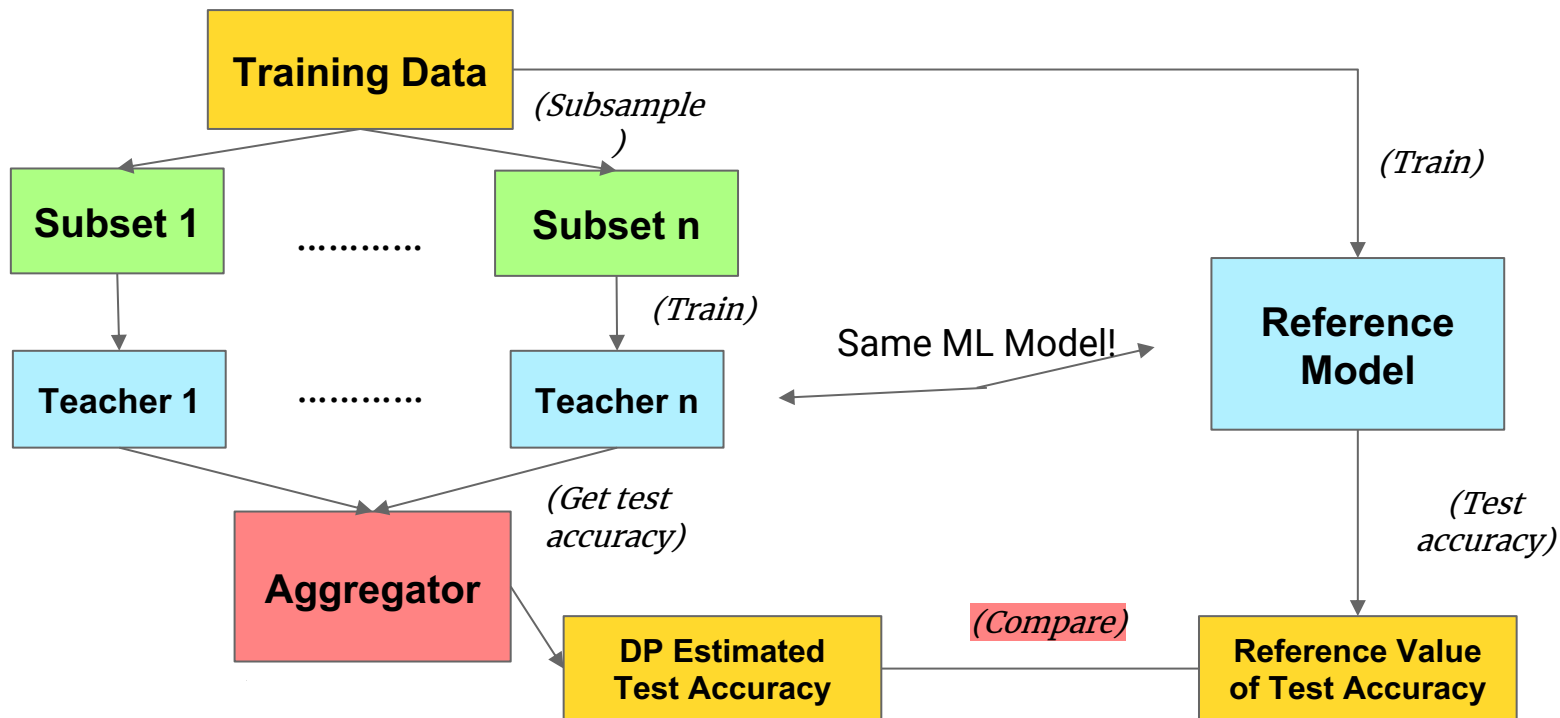 Training Data
(Subsample
)
(Train)
Subset 1
…………
Subset n
(Train)
Same ML Model!
Reference
Model
Teacher 1
…………
Teacher n
(Get test
accuracy)
(Test
accuracy)
Aggregator
(Compare)
DP Estimated
Test Accuracy
Reference Value
of Test Accuracy